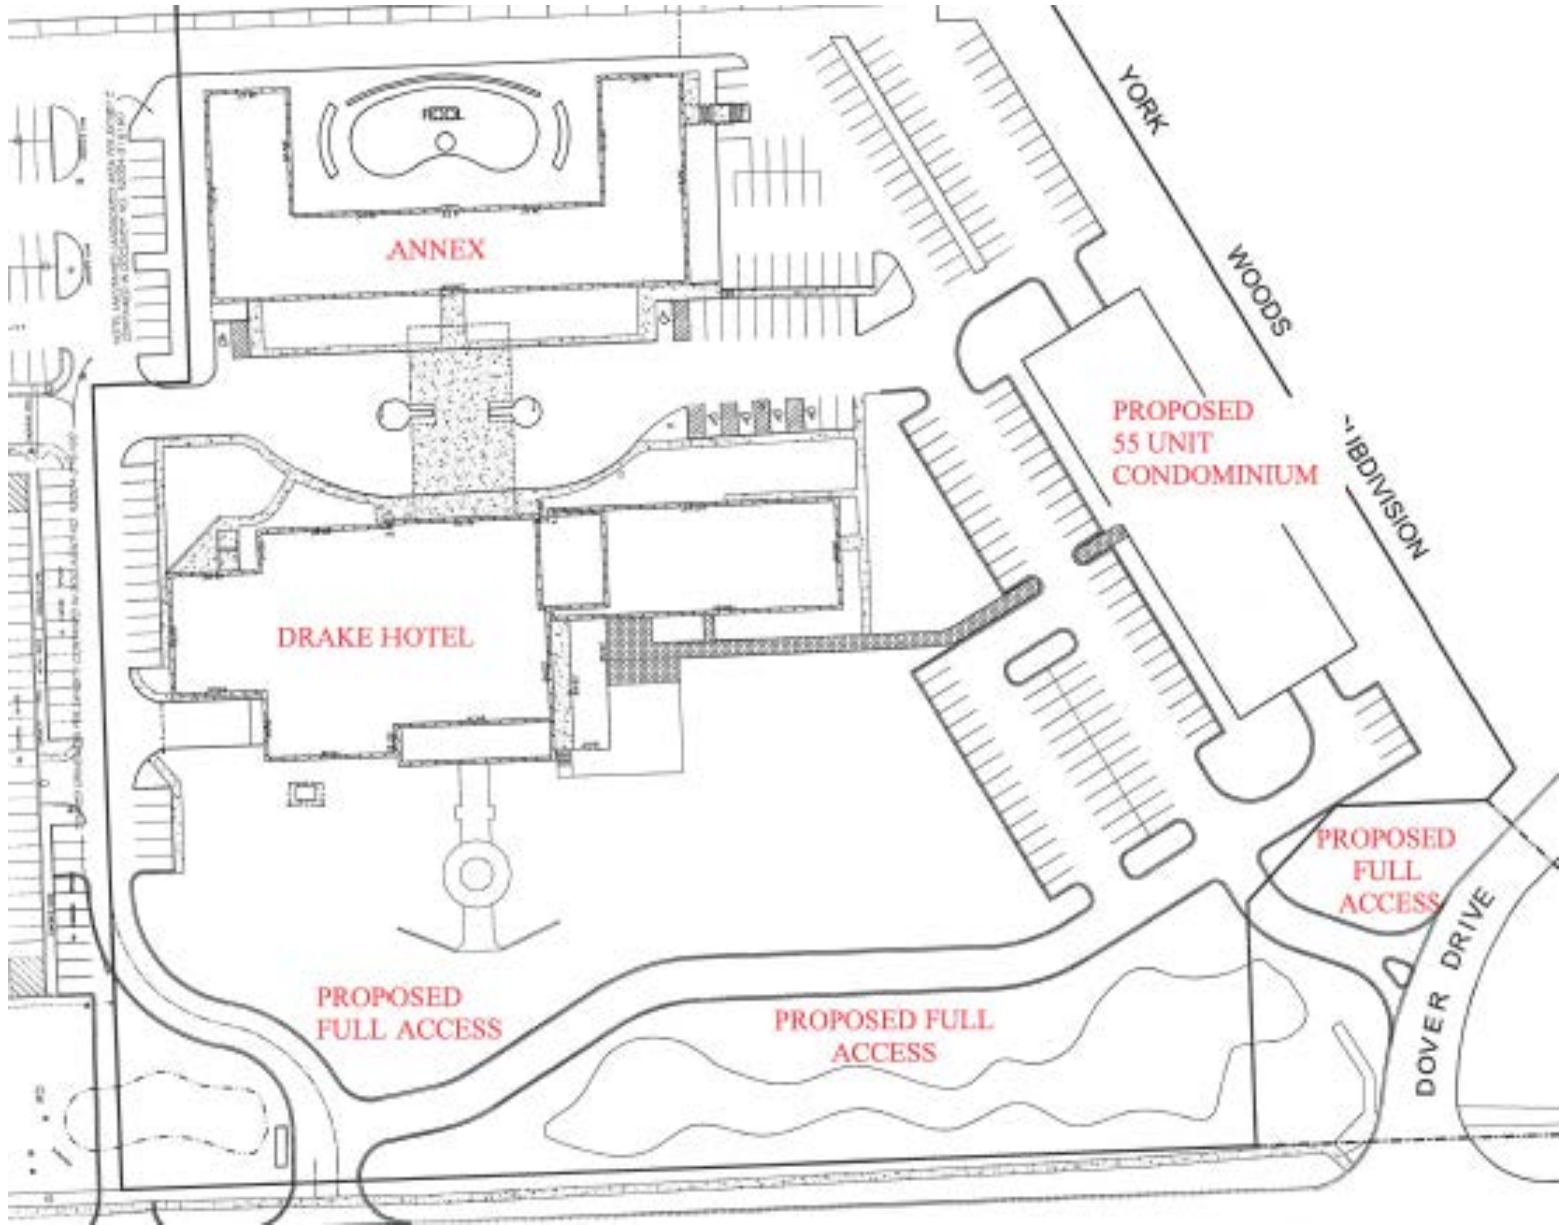 YORK
POOL
ANNEX
WOODS
PROPOSED
55 UNIT
CONDOMINIUM
DRAKE HOTEL
PROPOSED
FULL
ACCESS
PROPOSED
FULL ACCESS
PROPOSED FULL
ACCESS
DOVER DRIVE